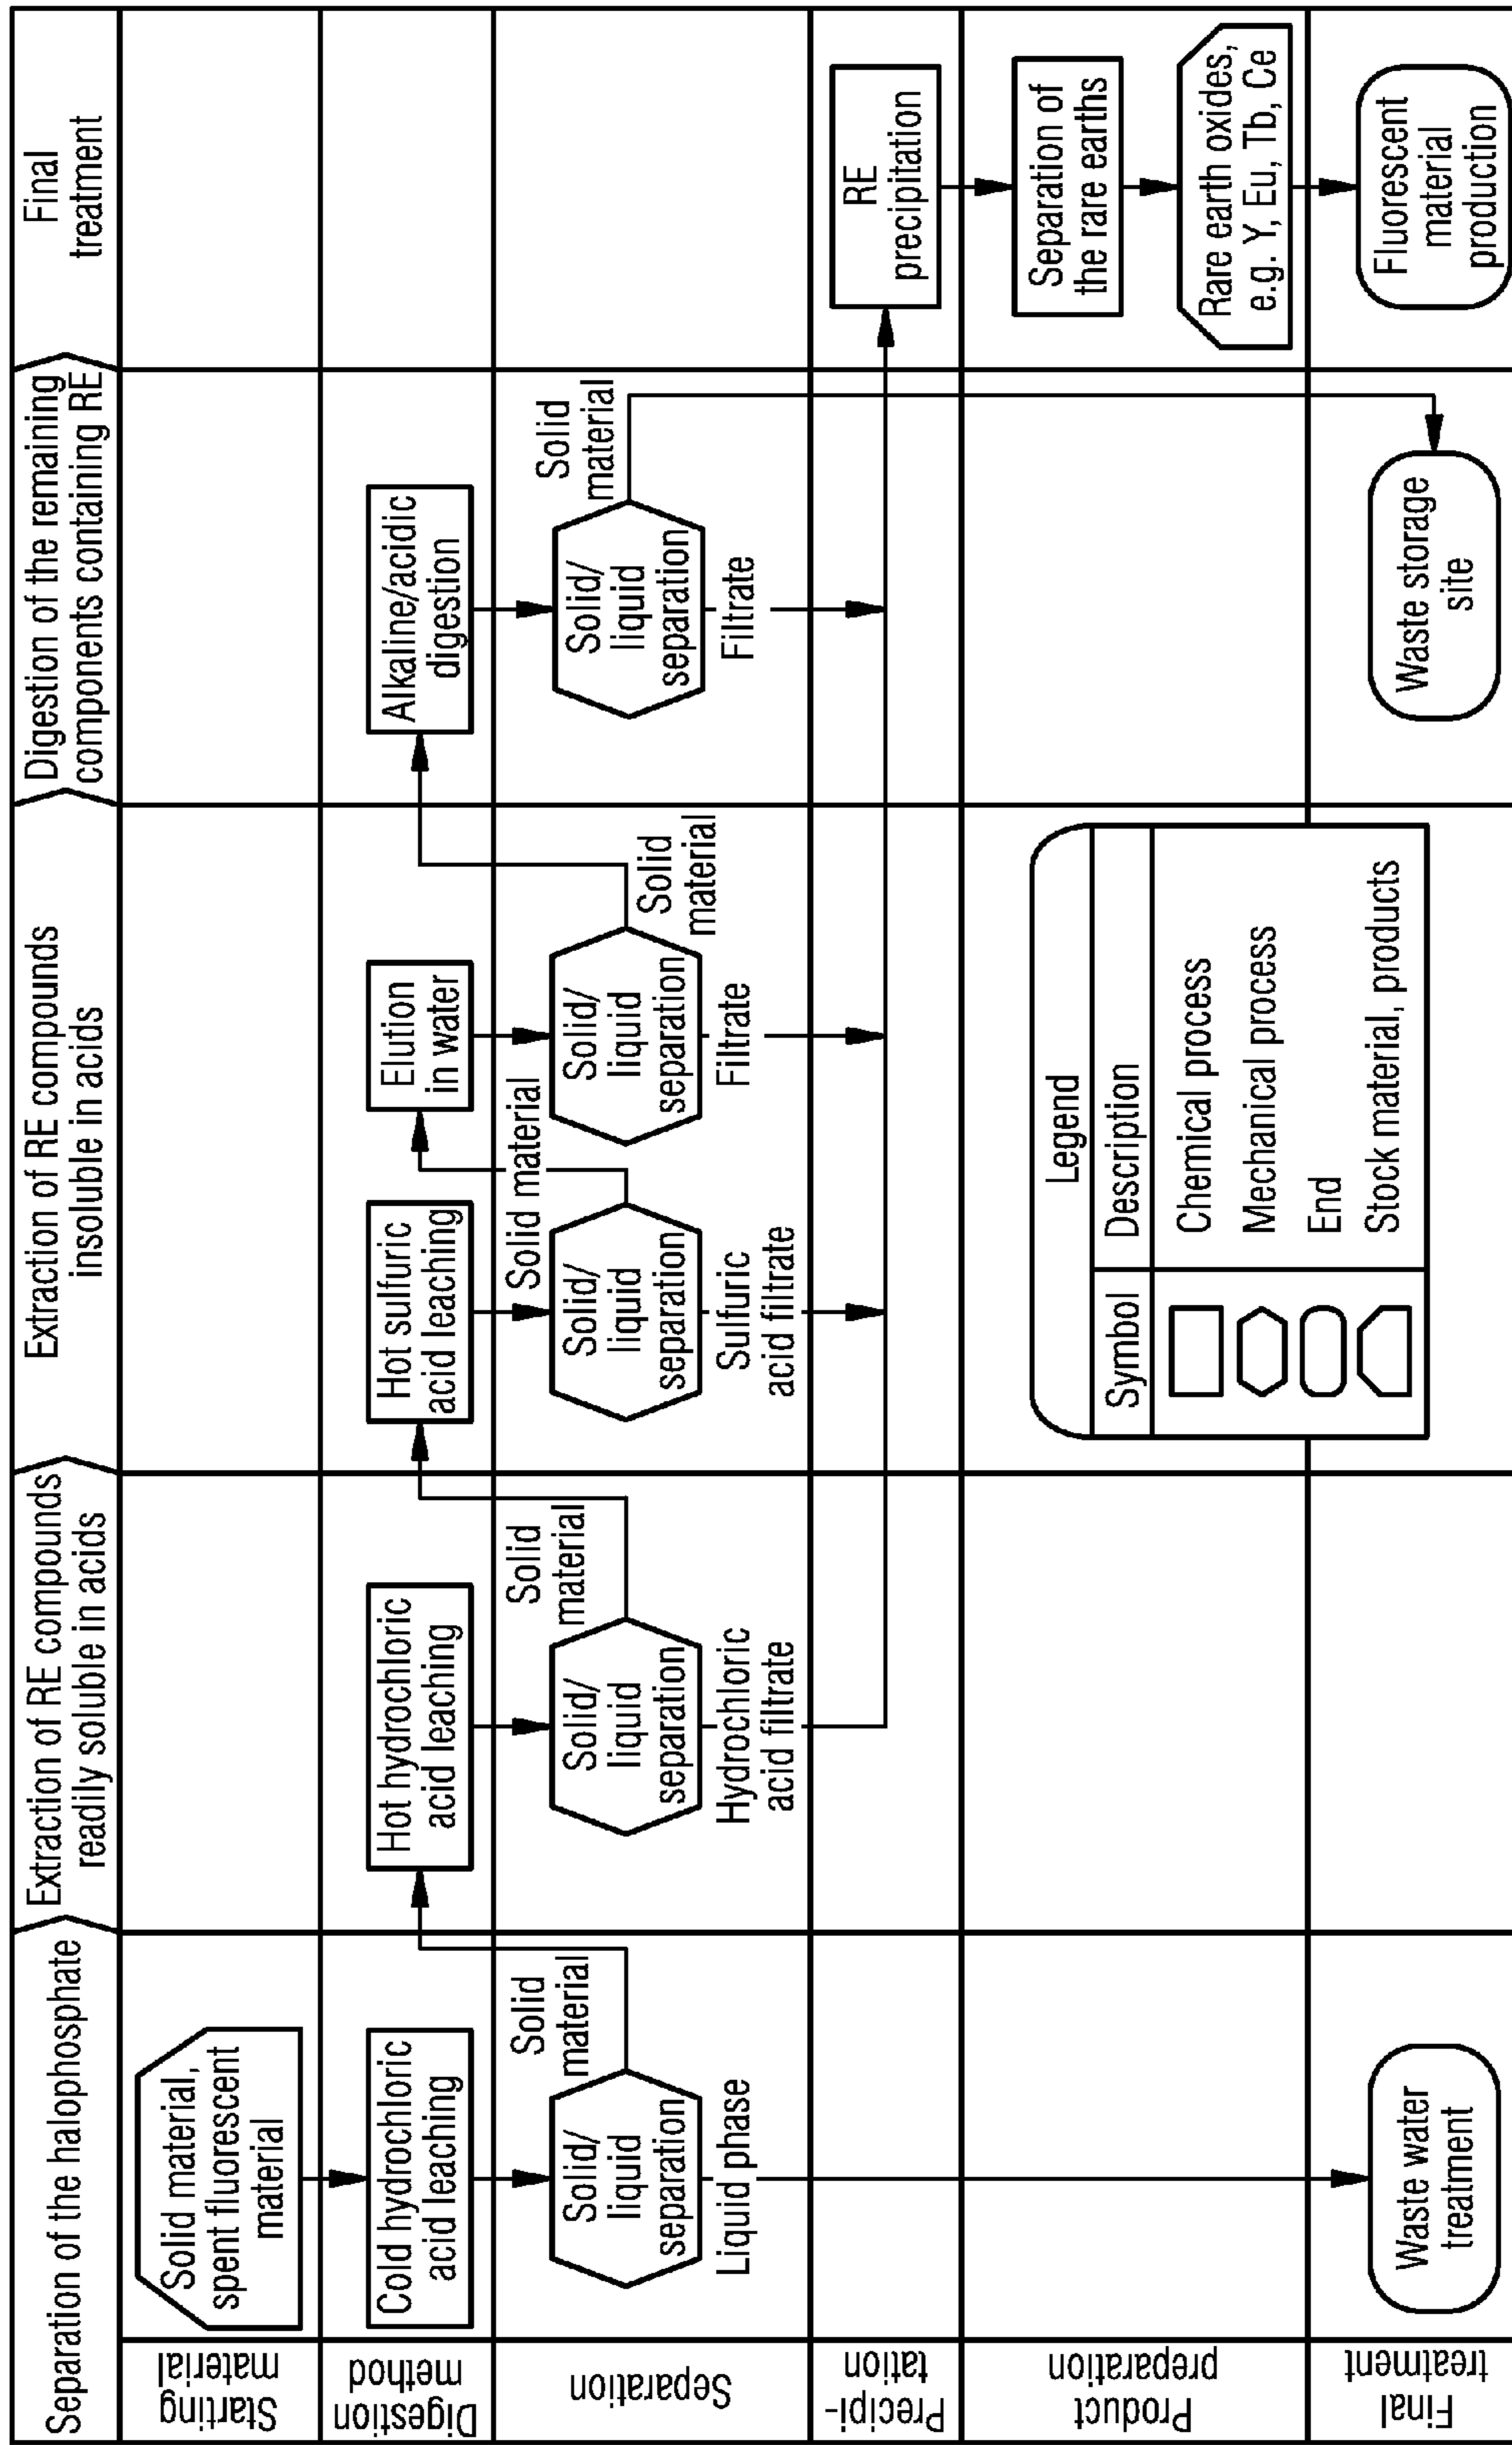 Separation of the halophosphate
Extraction of RE compounds
readily soluble in acids
Extraction of RE compounds
insoluble in acids
Digestion of the remaining
components containing RE
Final
treatment
Starting
material
Solid material,
spent fluorescent
material
Digestion
method
Cold hydrochloric
acid leaching
Hot hydrochloric
acid leaching
Hot sulfuric
acid leaching
Elution
in water
Alkaline/acidic
digestion
Separation
Solid/
liquid
separation
Solid
material
Liquid phase
Solid/
liquid
separation
Solid
material
Hydrochloric
acid filtrate
Solid/
liquid
separation
Solid material
Sulfuric
acid filtrate
Solid/
liquid
separation
Solid
material
Filtrate
Solid/
liquid
separation
Solid
material
Filtrate
Precipi-
tation
RE
precipitation
Product
preparation
Separation of
the rare earths
Rare earth oxides,
e.g. Y, Eu, Tb, Ce
Legend
Symbol
Description
Chemical process
Mechanical process
End
Stock material, products
Final
treatment
Waste water
treatment
Waste storage
site
Fluorescent
material
production